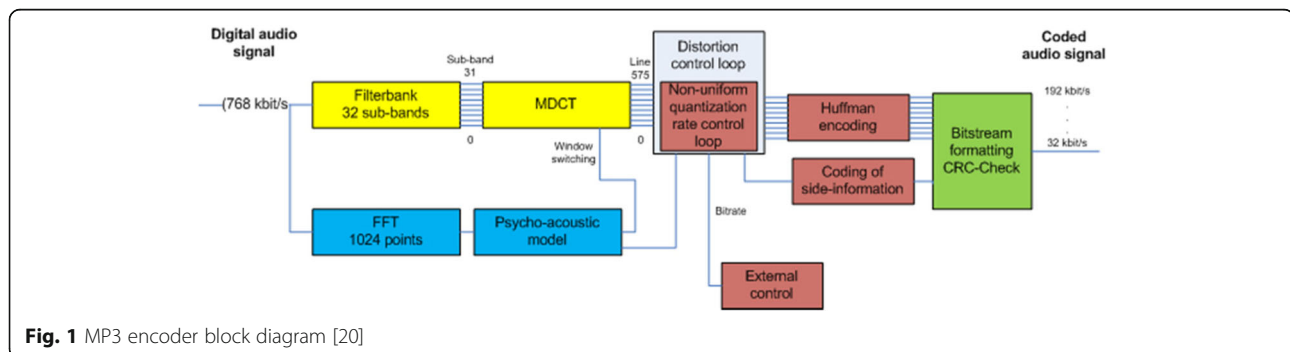 Digital audio
signal
(768 kbit/s
Filterbank
32 sub-bands
Sub-band
31
0
MDCT
Window
switching
Line
575
0
Distortion
control loop
Non-uniform
quantization
rate control
loop
Huffman
encoding
Coding of
side-information
Bitstream
formatting
CRC-Check
Coded
audio signal
192 kbit/s
.
.
.
32 kbit/s
FFT
1024 points
Psycho-acoustic
model
Bitrate
External
control
Fig. 1 MP3 encoder block diagram [20]